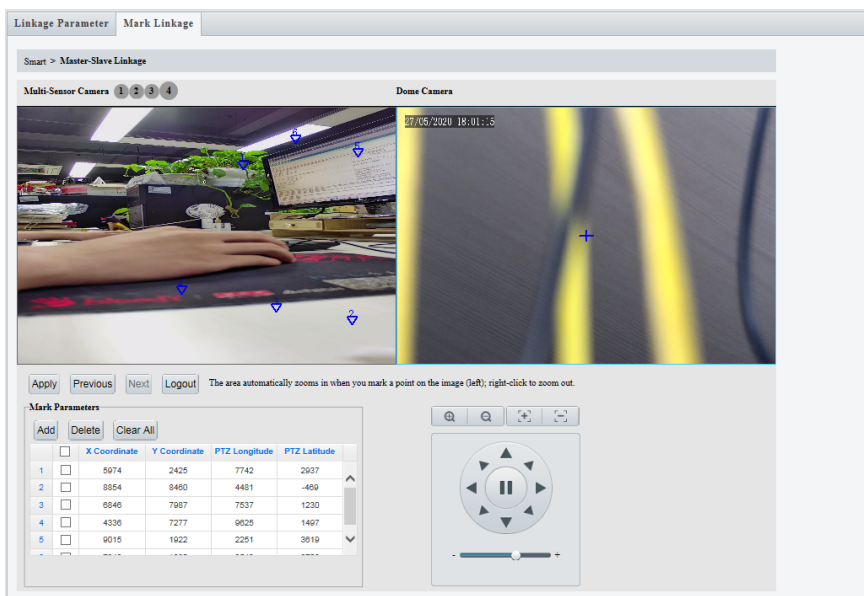 Linkage Parameter Mark Linkage
Smart > Master-Slave Linkage
Multi-Sensor Camera 1 2 3 4 Dome Camera
27/05/2020 18:01:15
5
2
Apply Previous Next Logout The area automatically zooms in when you mark a point on the image (left); right-click to zoom out.
Mark Parameters
Add Delete Clear All
X Coordinate Y Coordinate PTZ Longitude PTZ Latitude
1 5974 2425 7742 2937
2 8854 8460 4481 -469
3 6846 7987 7537 1230
4 4336 7277 9625 1497
5 9015 1922 2251 3619
- +